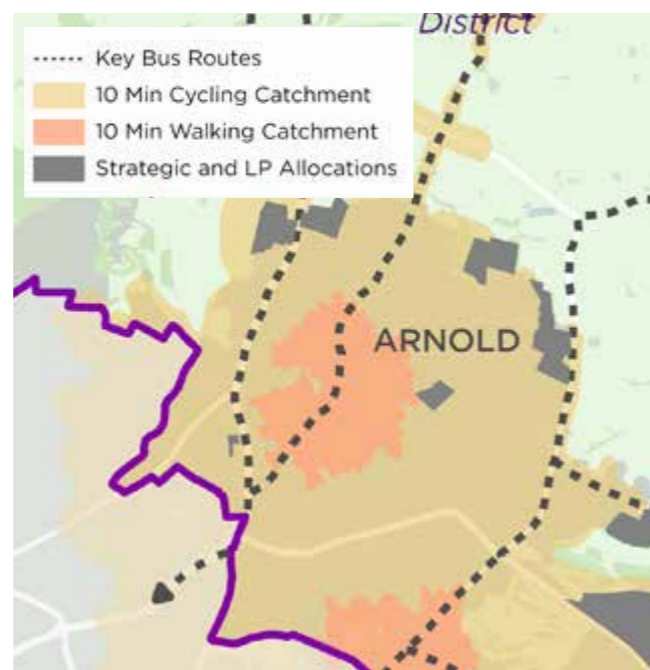 District
Key Bus Routes
10 Min Cycling Catchment
10 Min Walking Catchment
Strategic and LP Allocations
ARNOLD